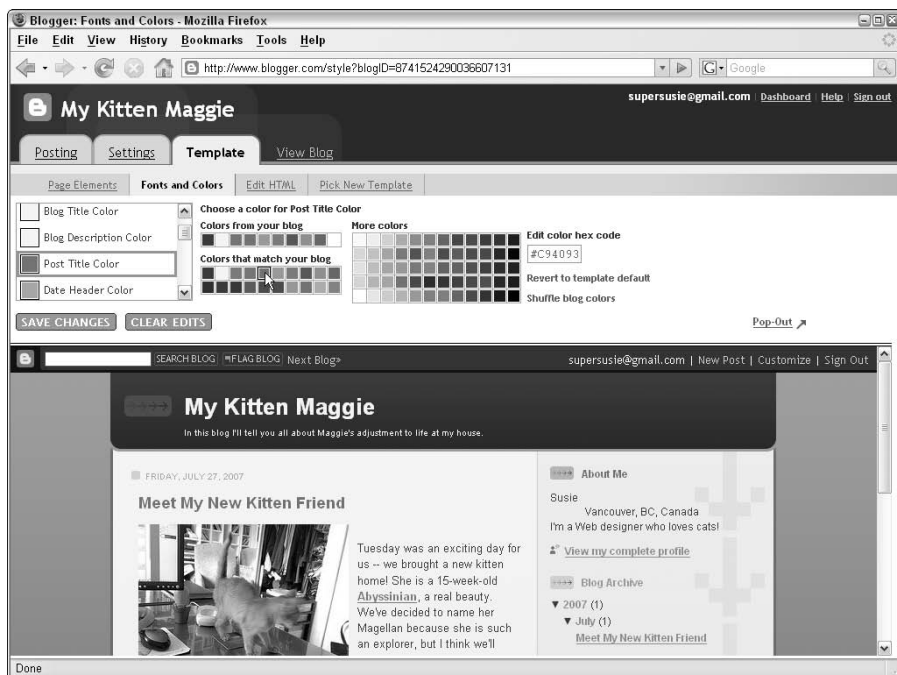 Blogger: Fonts and Colors - Mozilla Firefox
File Edit View History Bookmarks Tools Help
http://www.blogger.com/style?blogID=8741524290036607131
G Google
My Kitten Maggie
supersusie@gmail.com | Dashboard | Help | Sign out
Posting Settings Template View Blog
Page Elements Fonts and Colors Edit HTML Pick New Template
Blog Title Color
Blog Description Color
Post Title Color
Date Header Color
Choose a color for Post Title Color
Colors from your blog
Colors that match your blog
More colors
Edit color hex code
#C94093
Revert to template default
Shuffle blog colors
SAVE CHANGES CLEAR EDITS
Pop-Out
SEARCH BLOG FLAG BLOG Next Blog»
supersusie@gmail.com | New Post | Customize | Sign Out
My Kitten Maggie
In this blog I'll tell you all about Maggie's adjustment to life at my house.
FRIDAY, JULY 27, 2007
Meet My New Kitten Friend
Tuesday was an exciting day for
us -- we brought a new kitten
home! She is a 15-week-old
Abyssinian, a real beauty.
We've decided to name her
Magellan because she is such
an explorer, but I think we'll
About Me
Susie
Vancouver, BC, Canada
I'm a Web designer who loves cats!
View my complete profile
Blog Archive
▼ 2007 (1)
▼ July (1)
Meet My New Kitten Friend
Done